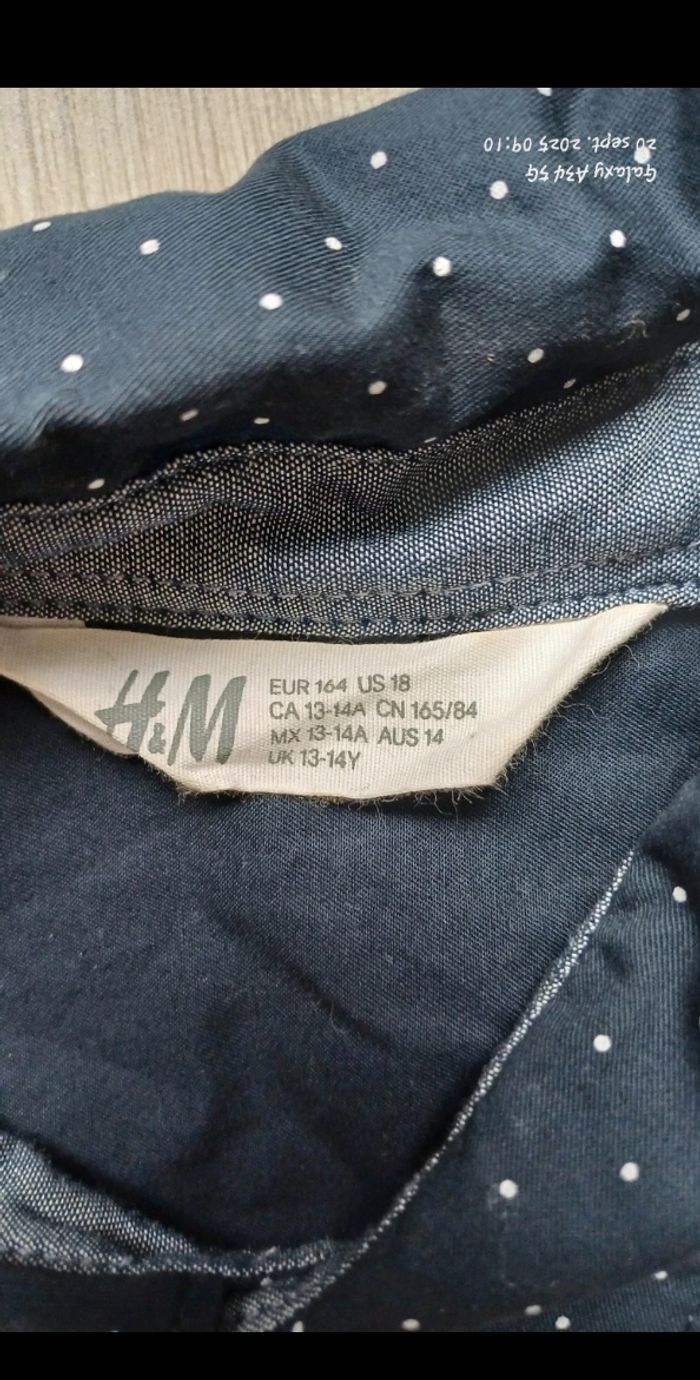 20 sept. 2025 09:10
Galaxy A34 5G
H&M
EUR 164 US 18
CA 13-14A CN 165/84
MX 13-14A AUS 14
UK 13-14Y